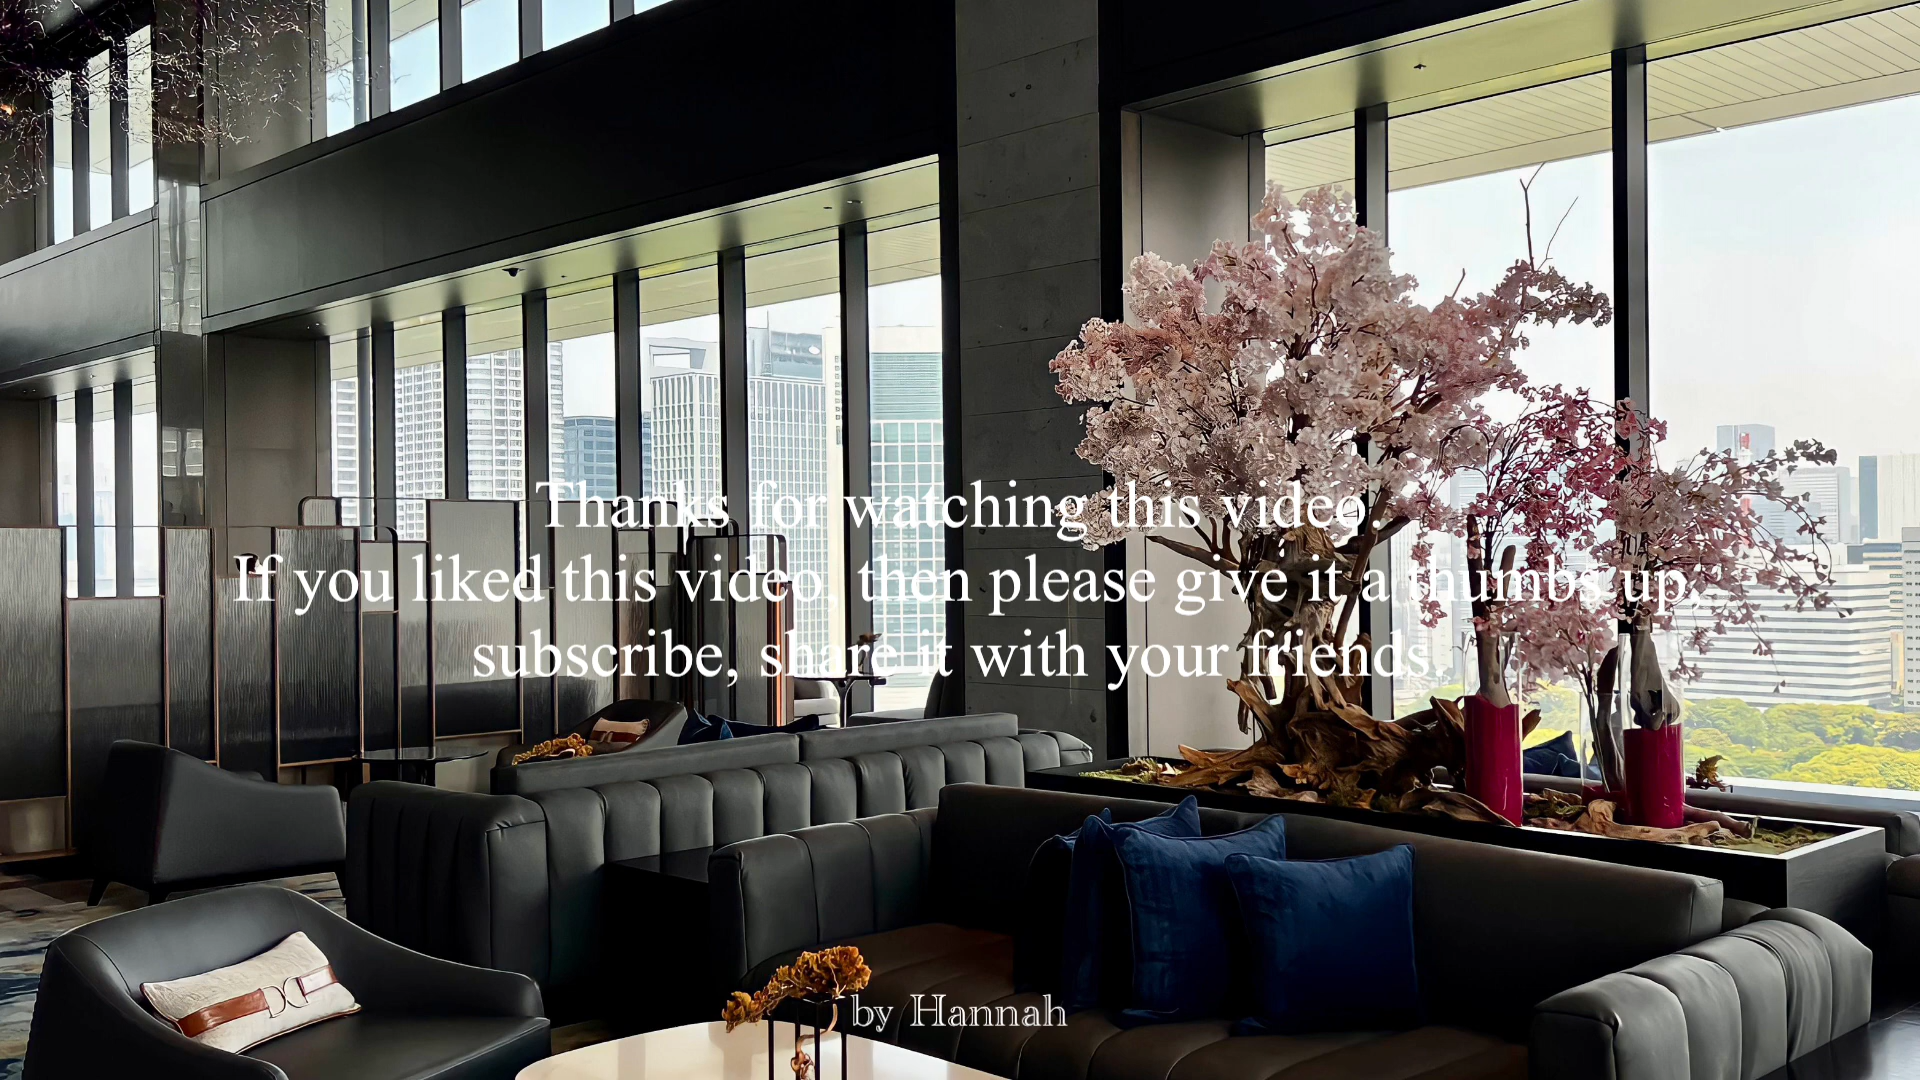 Thanks for watching this video.
If you liked this video, then please give it a thumbs up,
subscribe, share it with your friends.
by Hannah